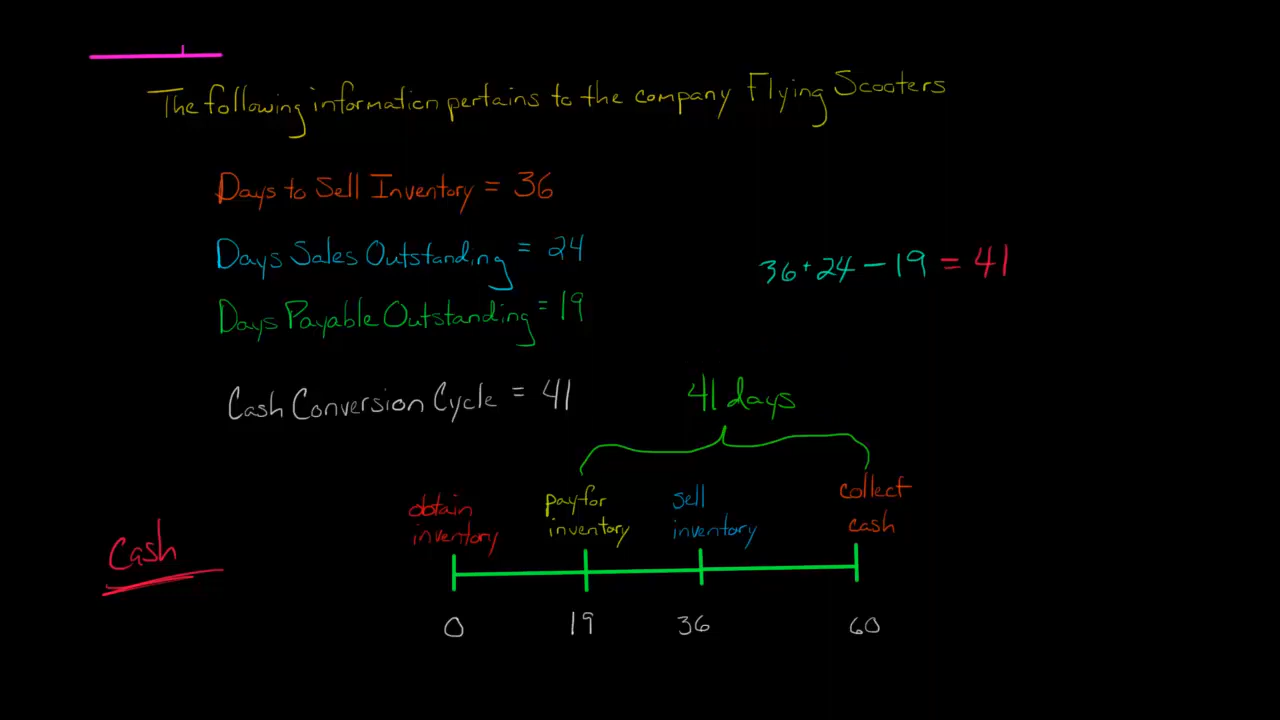 The following information pertains to the company Flying Scooters
Days to Sell Inventory = 36
Days Sales Outstanding = 24
36 + 24 - 19 = 41
Days Payable Outstanding = 19
Cash Conversion Cycle = 41
41 days
obtain inventory
pay for inventory
sell inventory
collect cash
Cash
0 19 36 60